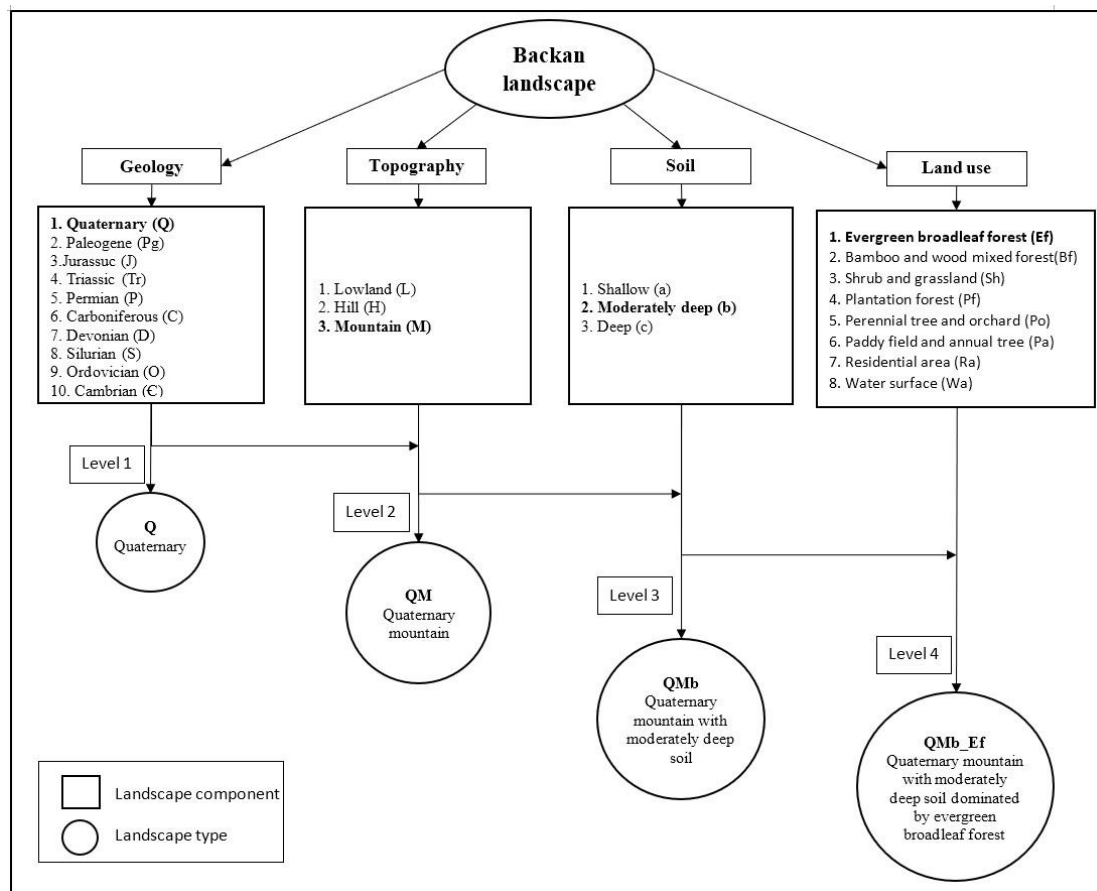 Backan
landscape
Geology
Topography
Soil
Land use
1. Quaternary (Q)
2. Paleogene (Pg)
3.Jurassuc (J)
4. Triassic (Tr)
5. Permian (P)
6. Carboniferous (C)
7. Devonian (D)
8. Silurian (S)
9. Ordovician (O)
10. Cambrian (Є)
1. Lowland (L)
2. Hill (H)
3. Mountain (M)
1. Shallow (a)
2. Moderately deep (b)
3. Deep (c)
1. Evergreen broadleaf forest (Ef)
2. Bamboo and wood mixed forest(Bf)
3. Shrub and grassland (Sh)
4. Plantation forest (Pf)
5. Perennial tree and orchard (Po)
6. Paddy field and annual tree (Pa)
7. Residential area (Ra)
8. Water surface (Wa)
Level 1
Q
Quaternary
Level 2
QM
Quaternary
mountain
Level 3
QMb
Quaternary
mountain with
moderately deep
soil
Level 4
QMb_Ef
Quaternary mountain
with moderately
deep soil dominated
by evergreen
broadleaf forest
Landscape component
Landscape type